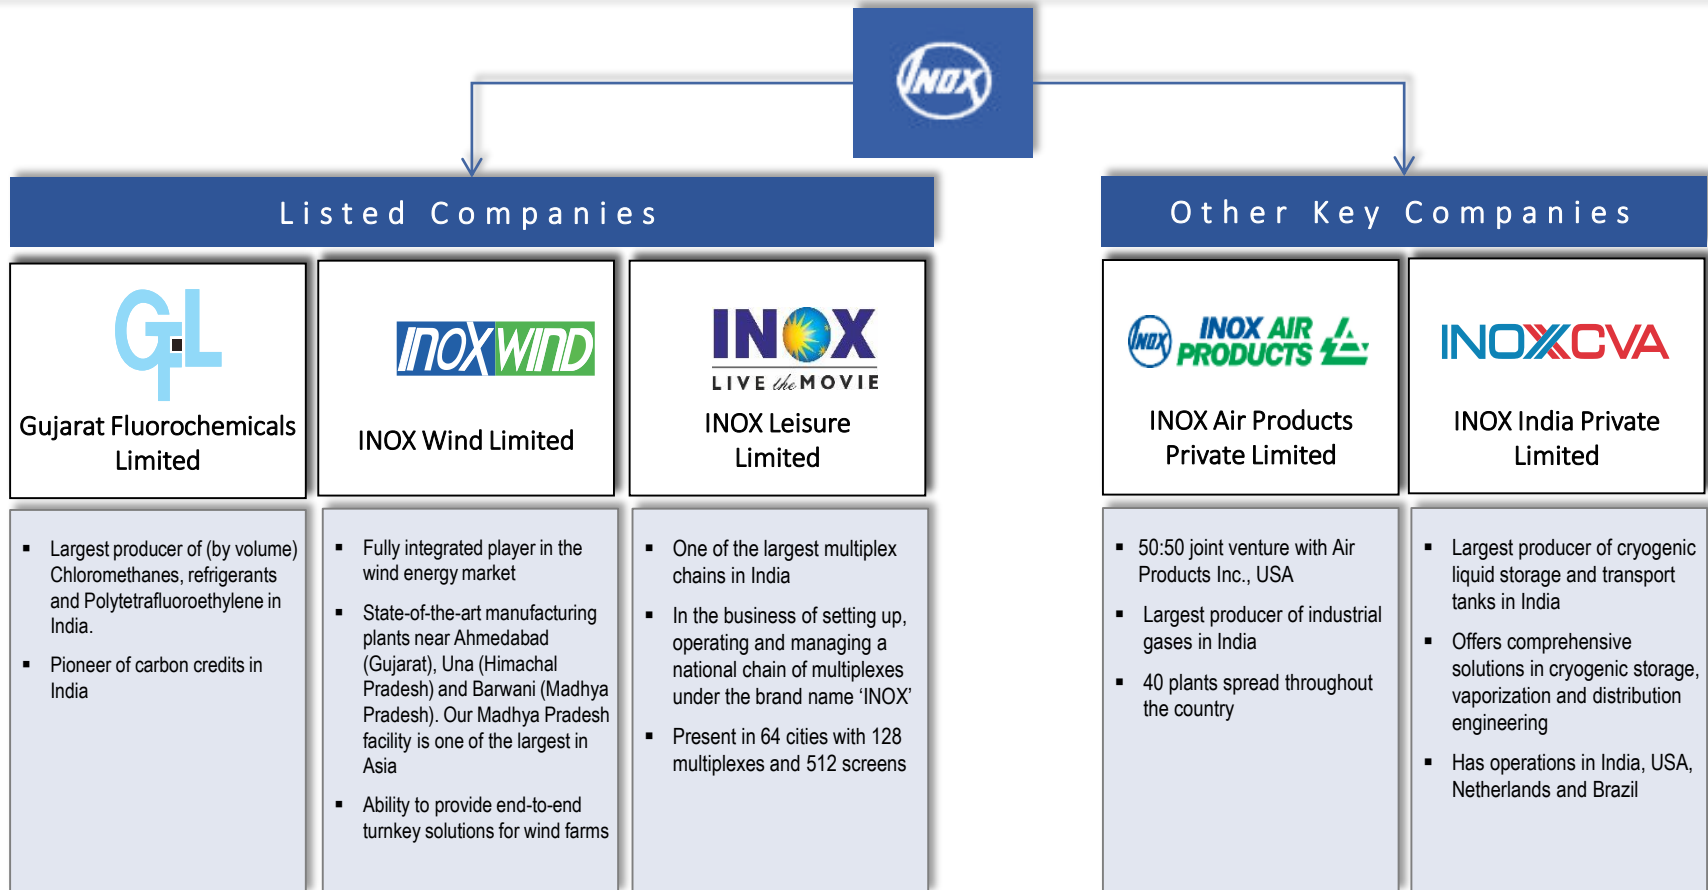 INOX
Listed Companies
Other Key Companies
GFL
Gujarat Fluorochemicals
Limited
INOXWIND
INOX Wind Limited
INOX
LIVE the MOVIE
INOX Leisure
Limited
INOX
INOX AIR
PRODUCTS
INOX Air Products
Private Limited
INOXCVA
INOX India Private
Limited
▪ Largest producer of (by volume)
Chloromethanes, refrigerants
and Polytetrafluoroethylene in
India.
▪ Pioneer of carbon credits in
India
▪ Fully integrated player in the
wind energy market
▪ State-of-the-art manufacturing
plants near Ahmedabad
(Gujarat), Una (Himachal
Pradesh) and Barwani (Madhya
Pradesh). Our Madhya Pradesh
facility is one of the largest in
Asia
▪ Ability to provide end-to-end
turnkey solutions for wind farms
▪ One of the largest multiplex
chains in India
▪ In the business of setting up,
operating and managing a
national chain of multiplexes
under the brand name ‘INOX’
▪ Present in 64 cities with 128
multiplexes and 512 screens
▪ 50:50 joint venture with Air
Products Inc., USA
▪ Largest producer of industrial
gases in India
▪ 40 plants spread throughout
the country
▪ Largest producer of cryogenic
liquid storage and transport
tanks in India
▪ Offers comprehensive
solutions in cryogenic storage,
vaporization and distribution
engineering
▪ Has operations in India, USA,
Netherlands and Brazil